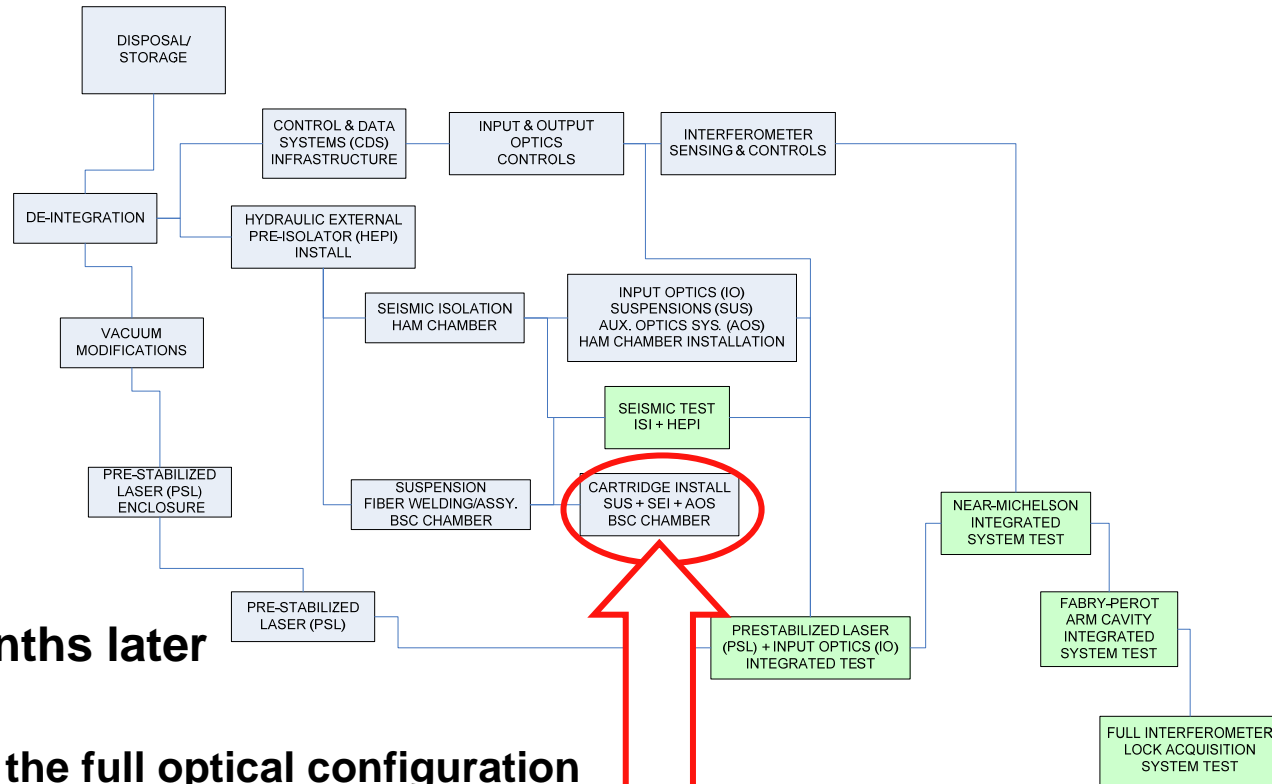 DISPOSAL/
STORAGE
CONTROL & DATA
SYSTEMS (CDS)
INFRASTRUCTURE
INPUT & OUTPUT
OPTICS
CONTROLS
INTERFEROMETER
SENSING & CONTROLS
DE-INTEGRATION
HYDRAULIC EXTERNAL
PRE-ISOLATOR (HEPI)
INSTALL
SEISMIC ISOLATION
HAM CHAMBER
INPUT OPTICS (IO)
SUSPENSIONS (SUS)
AUX. OPTICS SYS. (AOS)
HAM CHAMBER INSTALLATION
VACUUM
MODIFICATIONS
SEISMIC TEST
ISI + HEPI
PRE-STABILIZED
LASER (PSL)
ENCLOSURE
SUSPENSION
FIBER WELDING/ASSY.
BSC CHAMBER
CARTRIDGE INSTALL
SUS + SEI + AOS
BSC CHAMBER
NEAR-MICHELSON
INTEGRATED
SYSTEM TEST
PRE-STABILIZED
LASER (PSL)
PRESTABILIZED LASER
(PSL) + INPUT OPTICS (IO)
INTEGRATED TEST
FABRY-PEROT
ARM CAVITY
INTEGRATED
SYSTEM TEST
nths later
FULL INTERFEROMETER
LOCK ACQUISITION
SYSTEM TEST
the full optical configuration